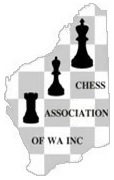 CHESS
ASSOCIATION
OF WA INC